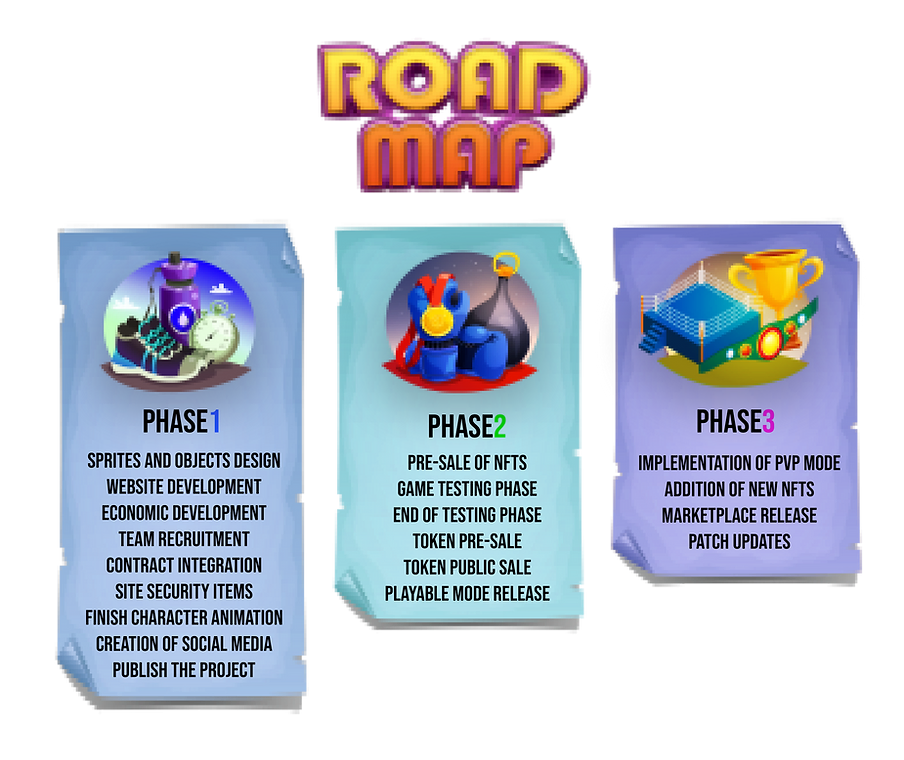 ROAD
MAP
PHASE1
SPRITES AND OBJECTS DESIGN
WEBSITE DEVELOPMENT
ECONOMIC DEVELOPMENT
TEAM RECRUITMENT
CONTRACT INTEGRATION
SITE SECURITY ITEMS
FINISH CHARACTER ANIMATION
CREATION OF SOCIAL MEDIA
PUBLISH THE PROJECT
PHASE2
PRE-SALE OF NFTS
GAME TESTING PHASE
END OF TESTING PHASE
TOKEN PRE-SALE
TOKEN PUBLIC SALE
PLAYABLE MODE RELEASE
PHASE3
IMPLEMENTATION OF PVP MODE
ADDITION OF NEW NFTS
MARKETPLACE RELEASE
PATCH UPDATES